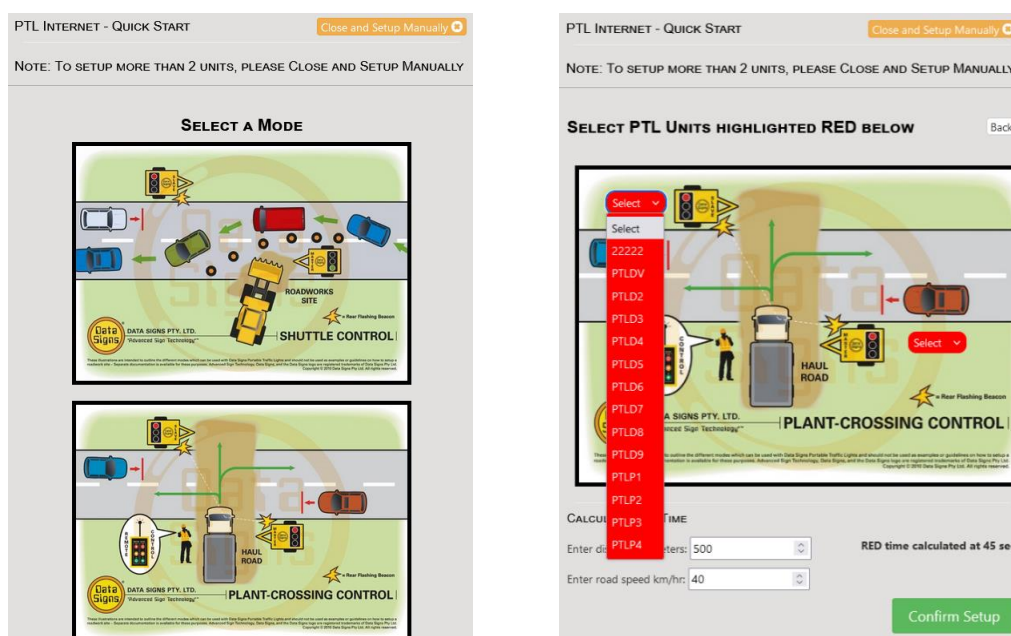 PTL Internet - Quick Start
Close and Setup Manually
Note: To setup more than 2 units, please Close and Setup Manually
Select a Mode
ROADWORKS
SITE
= Rear Flashing Beacon
Data
Signs
DATA SIGNS PTY. LTD.
"Advanced Sign Technology"
SHUTTLE CONTROL
REMOTE
CONTROL
HAUL
ROAD
= Rear Flashing Beacon
Data
Signs
DATA SIGNS PTY. LTD.
"Advanced Sign Technology"
PLANT-CROSSING CONTROL
PTL Internet - Quick Start
Close and Setup Manually
Note: To setup more than 2 units, please Close and Setup Manually
Select PTL Units highlighted RED below
Back
Select
Select
22222
PTLDV
PTLD2
PTLD3
PTLD4
PTLD5
PTLD6
PTLD7
PTLD8
PTLD9
PTLP1
PTLP2
PTLP3
PTLP4
CONTROL
Select
HAUL
ROAD
= Rear Flashing Beacon
A SIGNS PTY. LTD.
PLANT-CROSSING CONTROL
Calcu Time
Enter di ters: 500
RED time calculated at 45 se
Enter road speed km/hr: 40
Confirm Setup